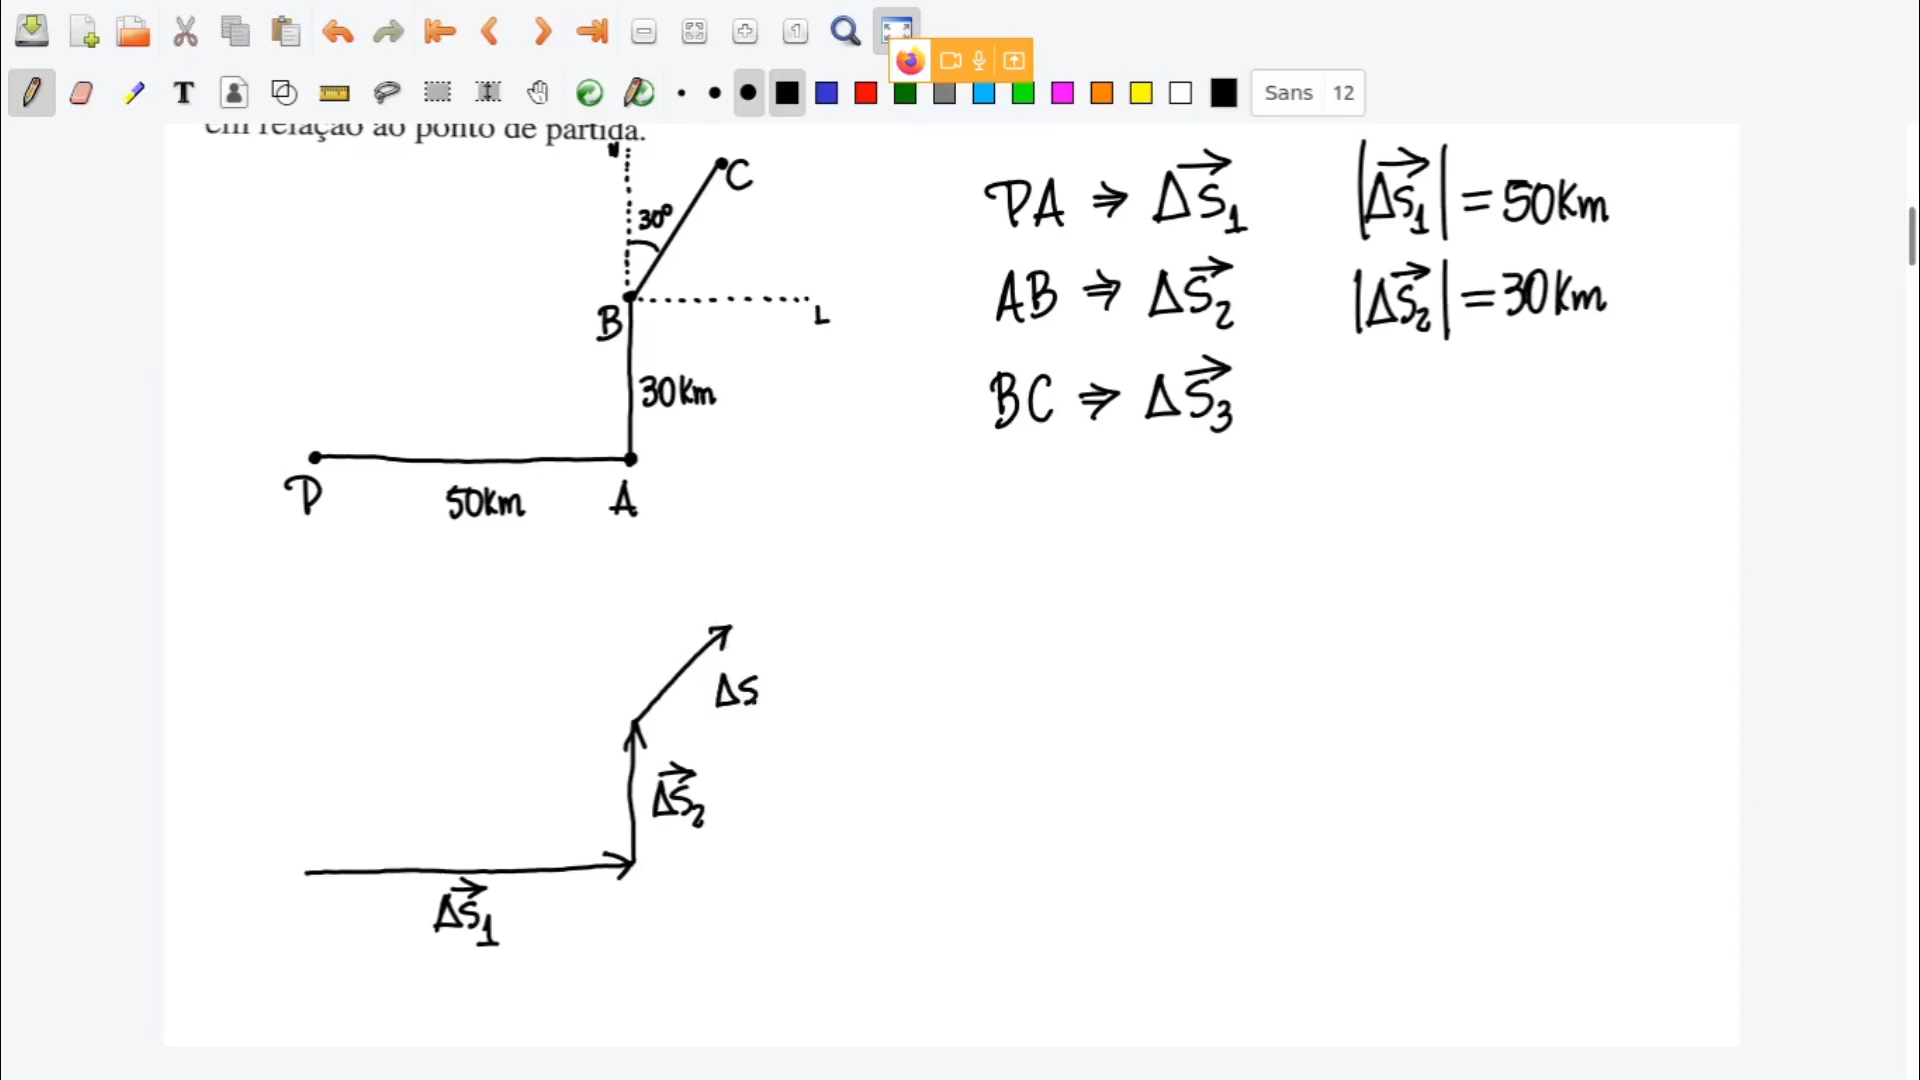 T Sans 12
em relação ao ponto de partida.
N
C
30°
B
L
30Km
P
50Km
A
PA ⇒ ΔS⃗₁
|ΔS⃗₁| = 50Km
AB ⇒ ΔS⃗₂
|ΔS⃗₂| = 30Km
BC ⇒ ΔS⃗₃
ΔS
ΔS⃗₂
ΔS⃗₁